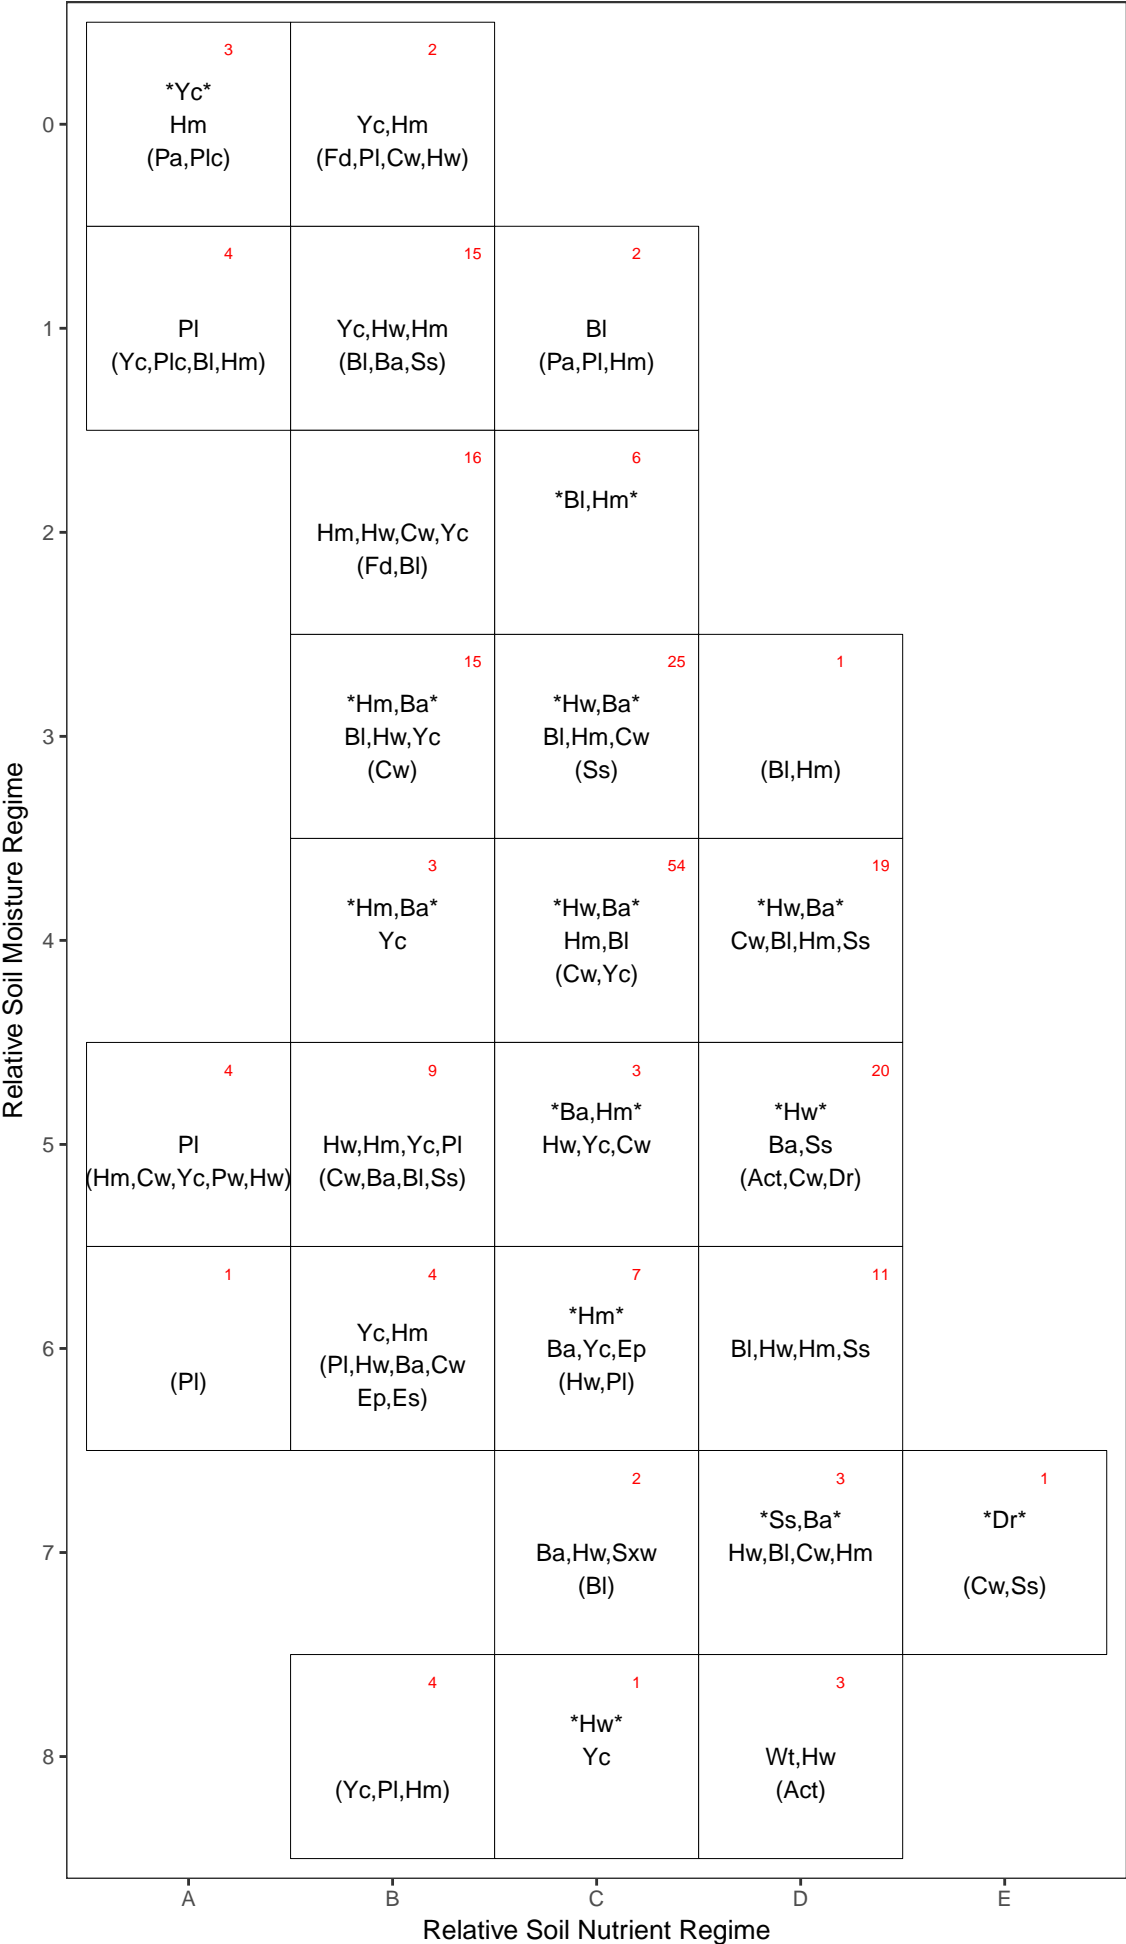 3
2
*Yc*
0
Hm
Yc,Hm
(Pa,Plc)
(Fd,Pl,Cw,Hw)
4
15
2
1
Pl
Yc,Hw,Hm
Bl
(Yc,Plc,Bl,Hm)
(Bl,Ba,Ss)
(Pa,Pl,Hm)
16
6
*Bl,Hm*
2
Hm,Hw,Cw,Yc
(Fd,Bl)
15
25
1
*Hm,Ba*
*Hw,Ba*
3
Bl,Hw,Yc
Bl,Hm,Cw
(Cw)
(Ss)
(Bl,Hm)
Relative Soil Moisture Regime
3
54
19
*Hm,Ba*
*Hw,Ba*
*Hw,Ba*
4
Yc
Hm,Bl
Cw,Bl,Hm,Ss
(Cw,Yc)
4
9
3
20
*Ba,Hm*
*Hw*
5
Pl
Hw,Hm,Yc,Pl
Hw,Yc,Cw
Ba,Ss
(Hm,Cw,Yc,Pw,Hw)
(Cw,Ba,Bl,Ss)
(Act,Cw,Dr)
1
4
7
11
*Hm*
6
Yc,Hm
Ba,Yc,Ep
Bl,Hw,Hm,Ss
(Pl)
(Pl,Hw,Ba,Cw
Ep,Es)
(Hw,Pl)
2
3
1
*Ss,Ba*
*Dr*
7
Ba,Hw,Sxw
Hw,Bl,Cw,Hm
(Bl)
(Cw,Ss)
4
1
3
*Hw*
8
Yc
Wt,Hw
(Yc,Pl,Hm)
(Act)
A
B
C
D
E
Relative Soil Nutrient Regime